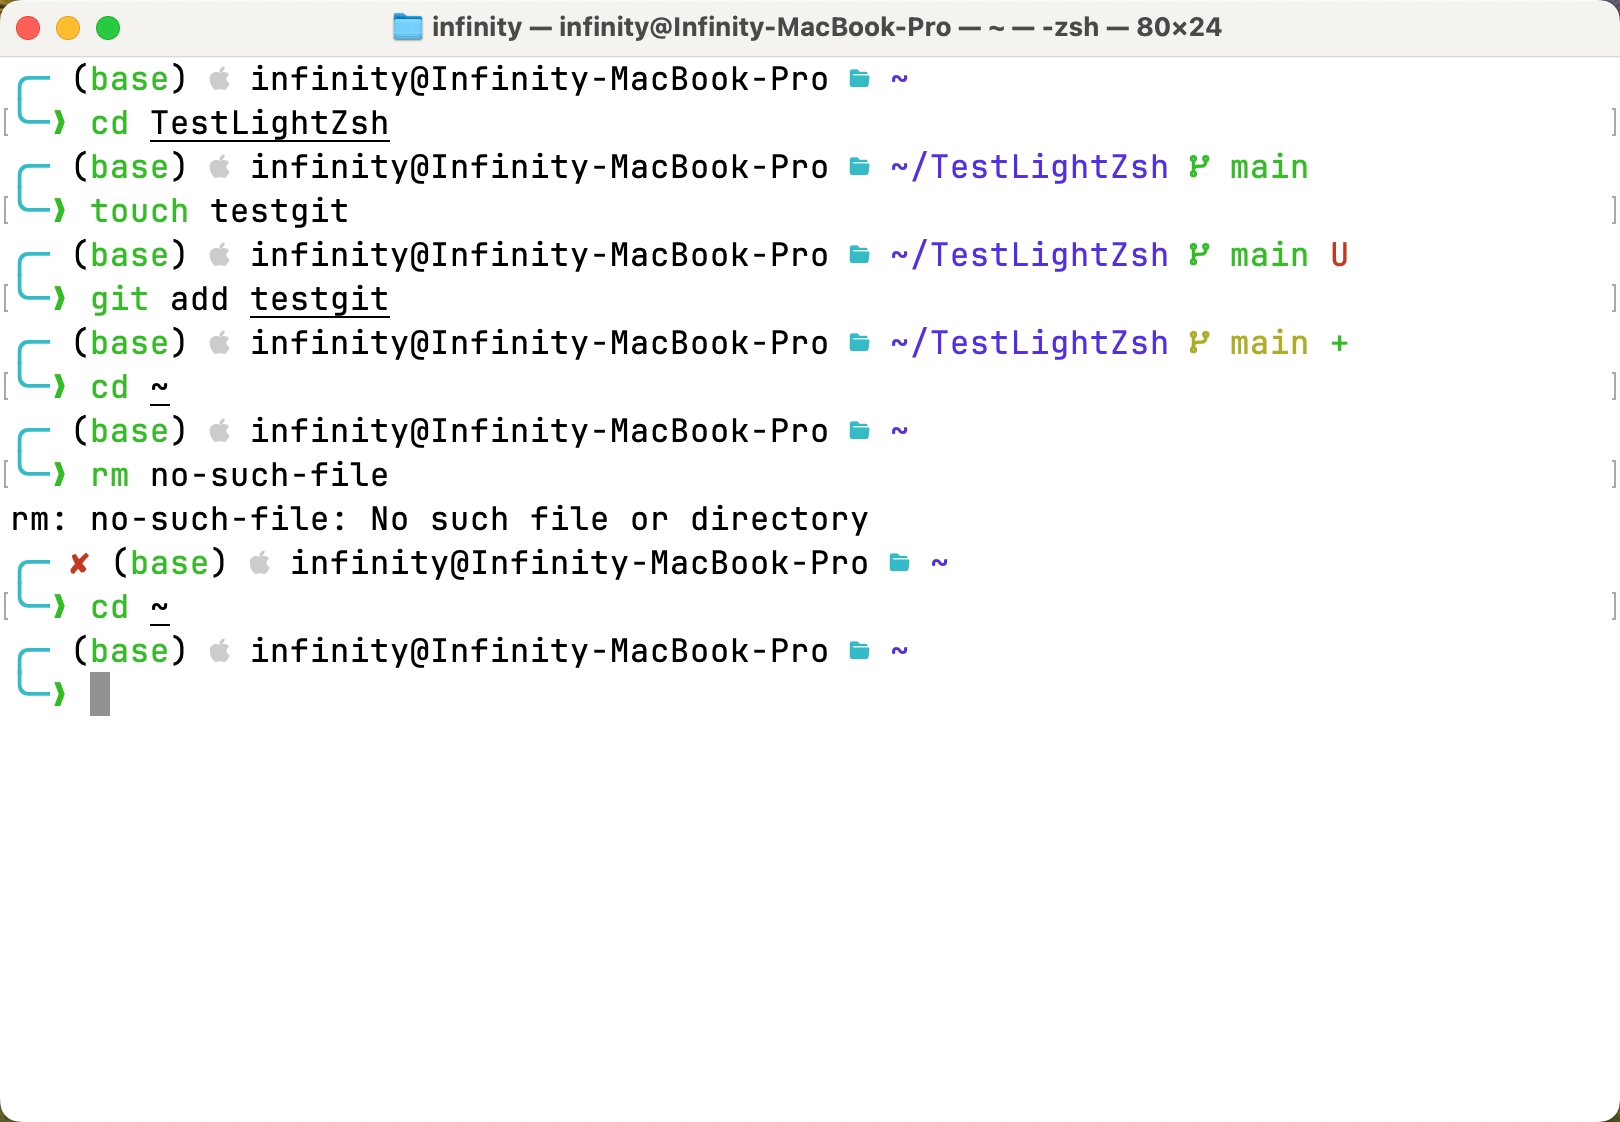 infinity — infinity@Infinity-MacBook-Pro — ~ — -zsh — 80×24
(base)  infinity@Infinity-MacBook-Pro ~
❱ cd TestLightZsh
(base)  infinity@Infinity-MacBook-Pro ~/TestLightZsh main
❱ touch testgit
(base)  infinity@Infinity-MacBook-Pro ~/TestLightZsh main U
❱ git add testgit
(base)  infinity@Infinity-MacBook-Pro ~/TestLightZsh main +
❱ cd ~
(base)  infinity@Infinity-MacBook-Pro ~
❱ rm no-such-file
rm: no-such-file: No such file or directory
✘ (base)  infinity@Infinity-MacBook-Pro ~
❱ cd ~
(base)  infinity@Infinity-MacBook-Pro ~
❱